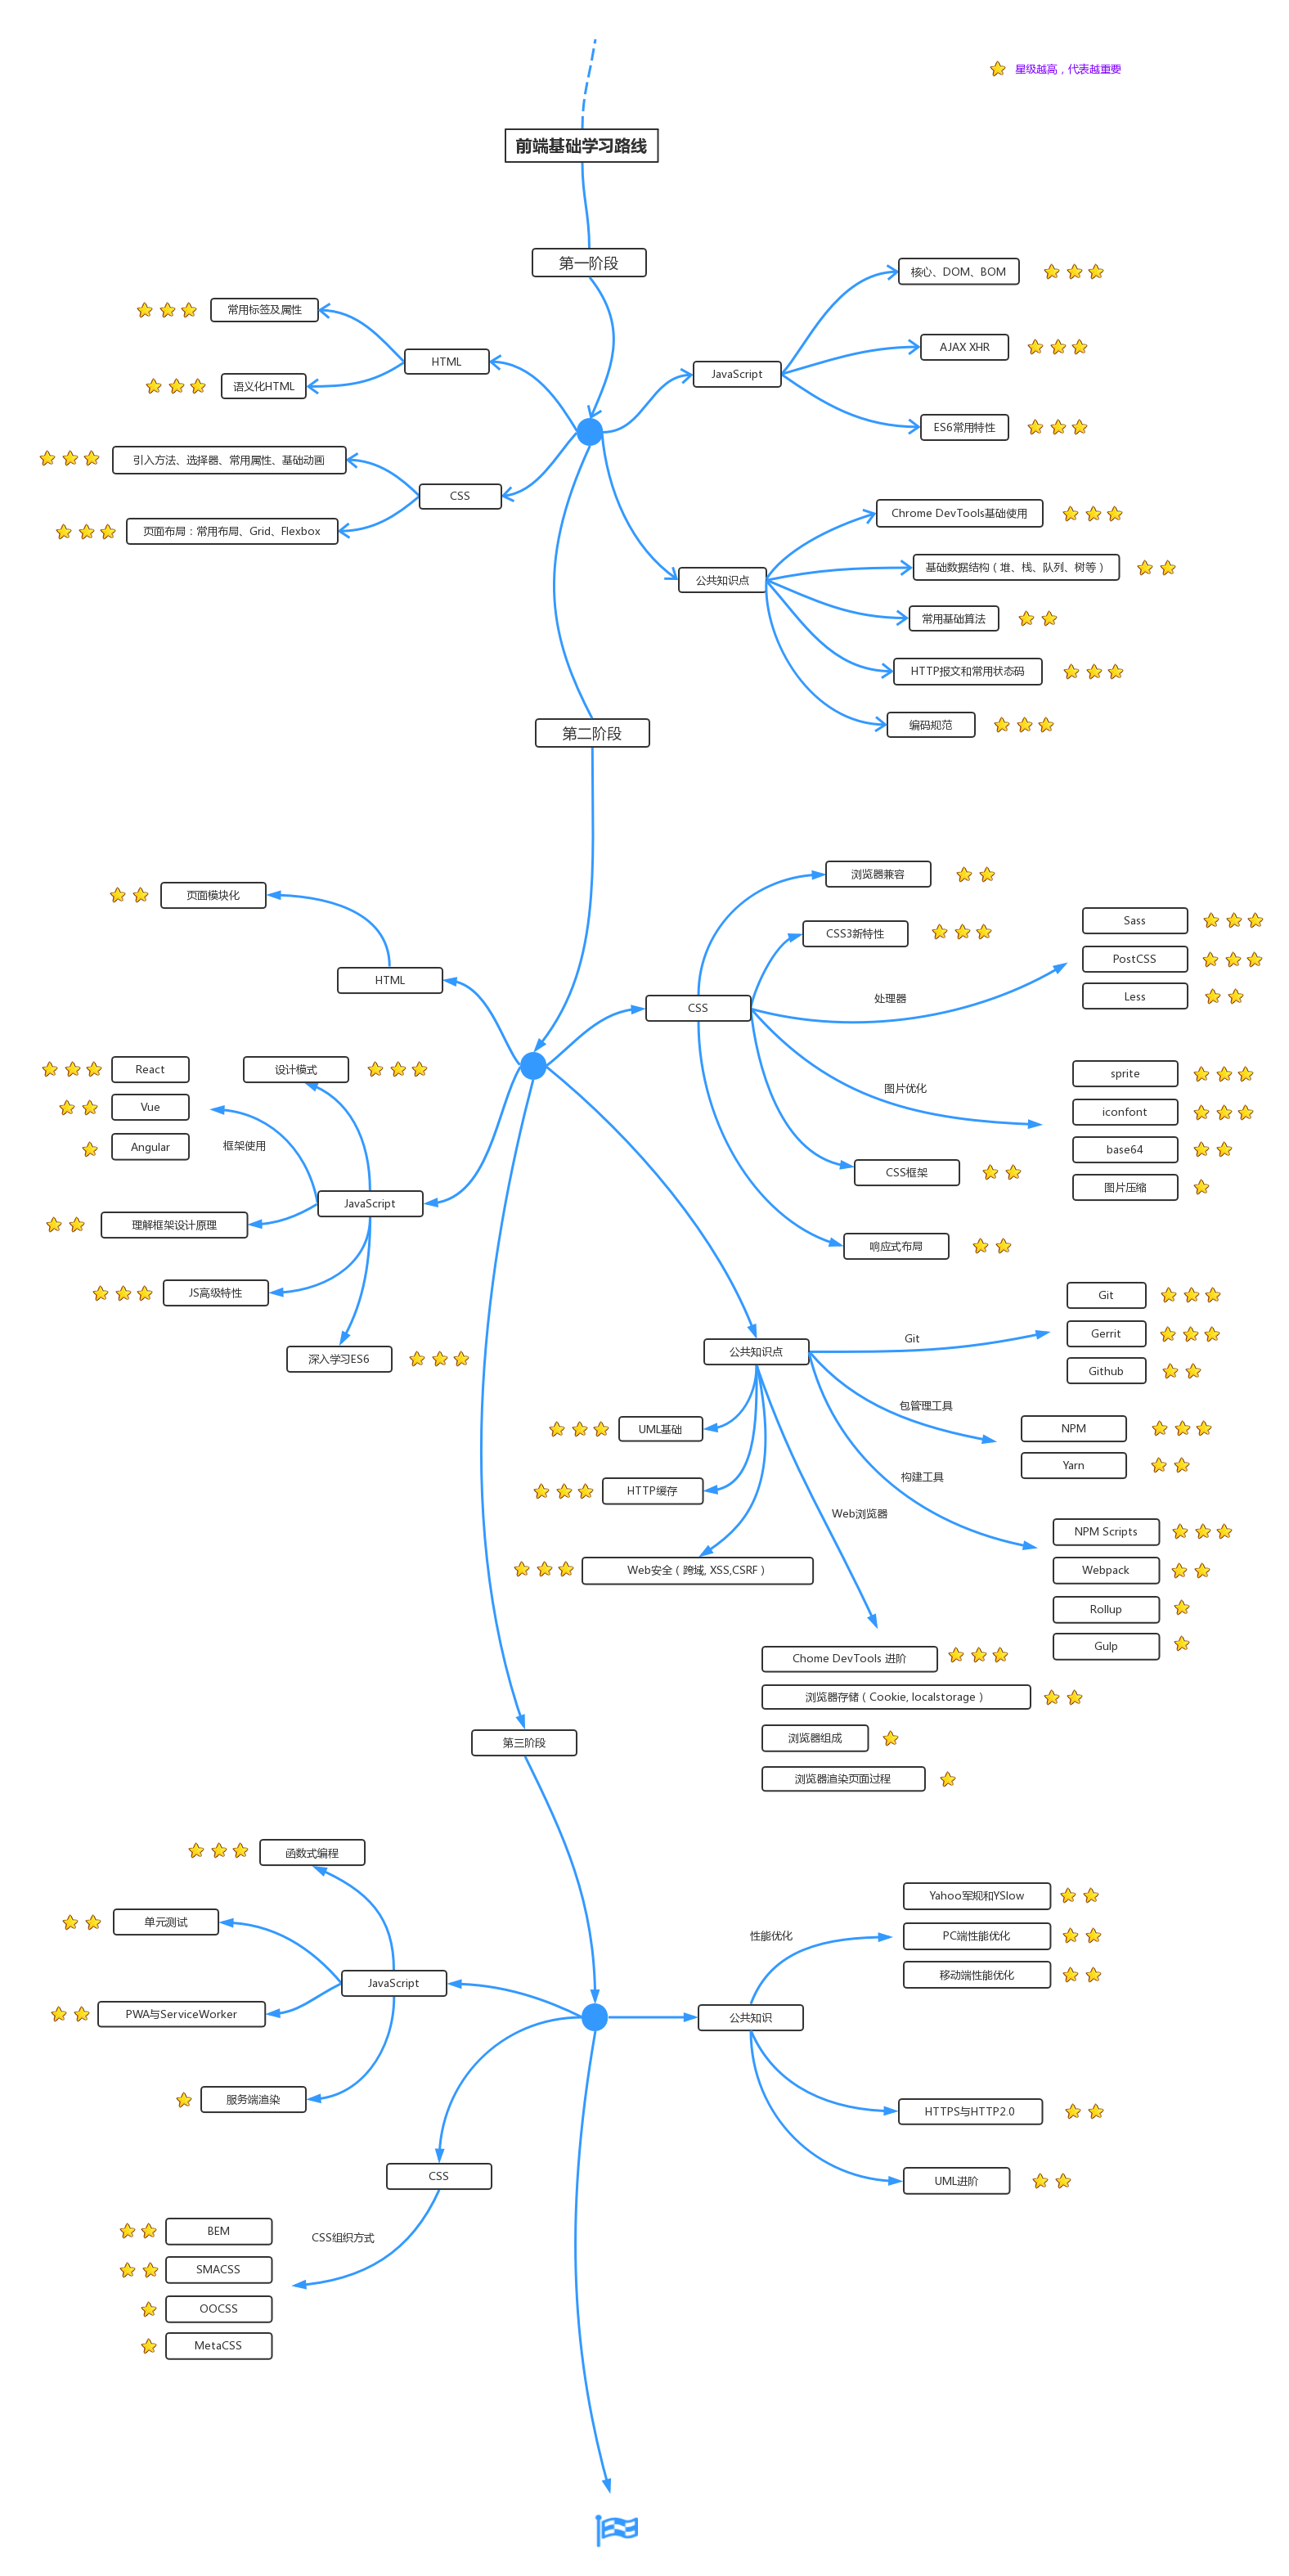 星级越高，代表越重要
前端基础学习路线
第一阶段
HTML
常用标签及属性
语义化HTML
CSS
引入方法、选择器、常用属性、基础动画
页面布局：常用布局、Grid、Flexbox
JavaScript
核心、DOM、BOM
AJAX XHR
ES6常用特性
公共知识点
Chrome DevTools基础使用
基础数据结构（堆、栈、队列、树等）
常用基础算法
HTTP报文和常用状态码
编码规范
第二阶段
HTML
页面模块化
CSS
浏览器兼容
CSS3新特性
处理器
Sass
PostCSS
Less
图片优化
sprite
iconfont
base64
图片压缩
CSS框架
响应式布局
JavaScript
设计模式
框架使用
React
Vue
Angular
理解框架设计原理
JS高级特性
深入学习ES6
公共知识点
Git
Git
Gerrit
Github
包管理工具
NPM
Yarn
构建工具
NPM Scripts
Webpack
Rollup
Gulp
UML基础
HTTP缓存
Web安全（跨域, XSS,CSRF）
Web浏览器
Chome DevTools 进阶
浏览器存储（Cookie, localstorage）
浏览器组成
浏览器渲染页面过程
第三阶段
JavaScript
函数式编程
单元测试
PWA与ServiceWorker
服务端渲染
CSS
CSS组织方式
BEM
SMACSS
OOCSS
MetaCSS
公共知识
性能优化
Yahoo军规和YSlow
PC端性能优化
移动端性能优化
HTTPS与HTTP2.0
UML进阶